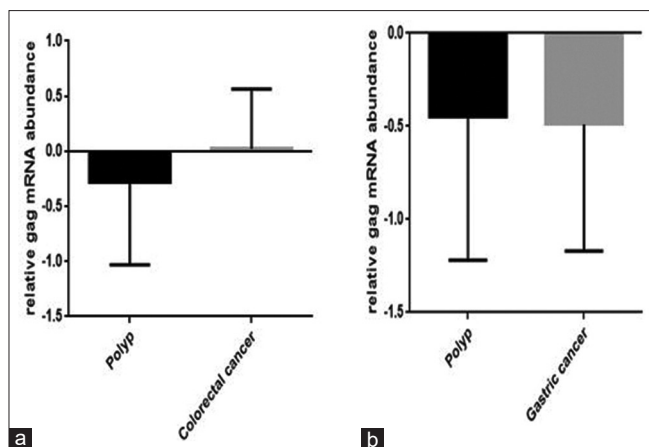 relative gag mRNA abundance
1.0
0.5
0.0
-0.5
-1.0
-1.5
Polyp
Colorectal cancer
a
relative gag mRNA abundance
0.0
-0.5
-1.0
-1.5
Polyp
Gastric cancer
b